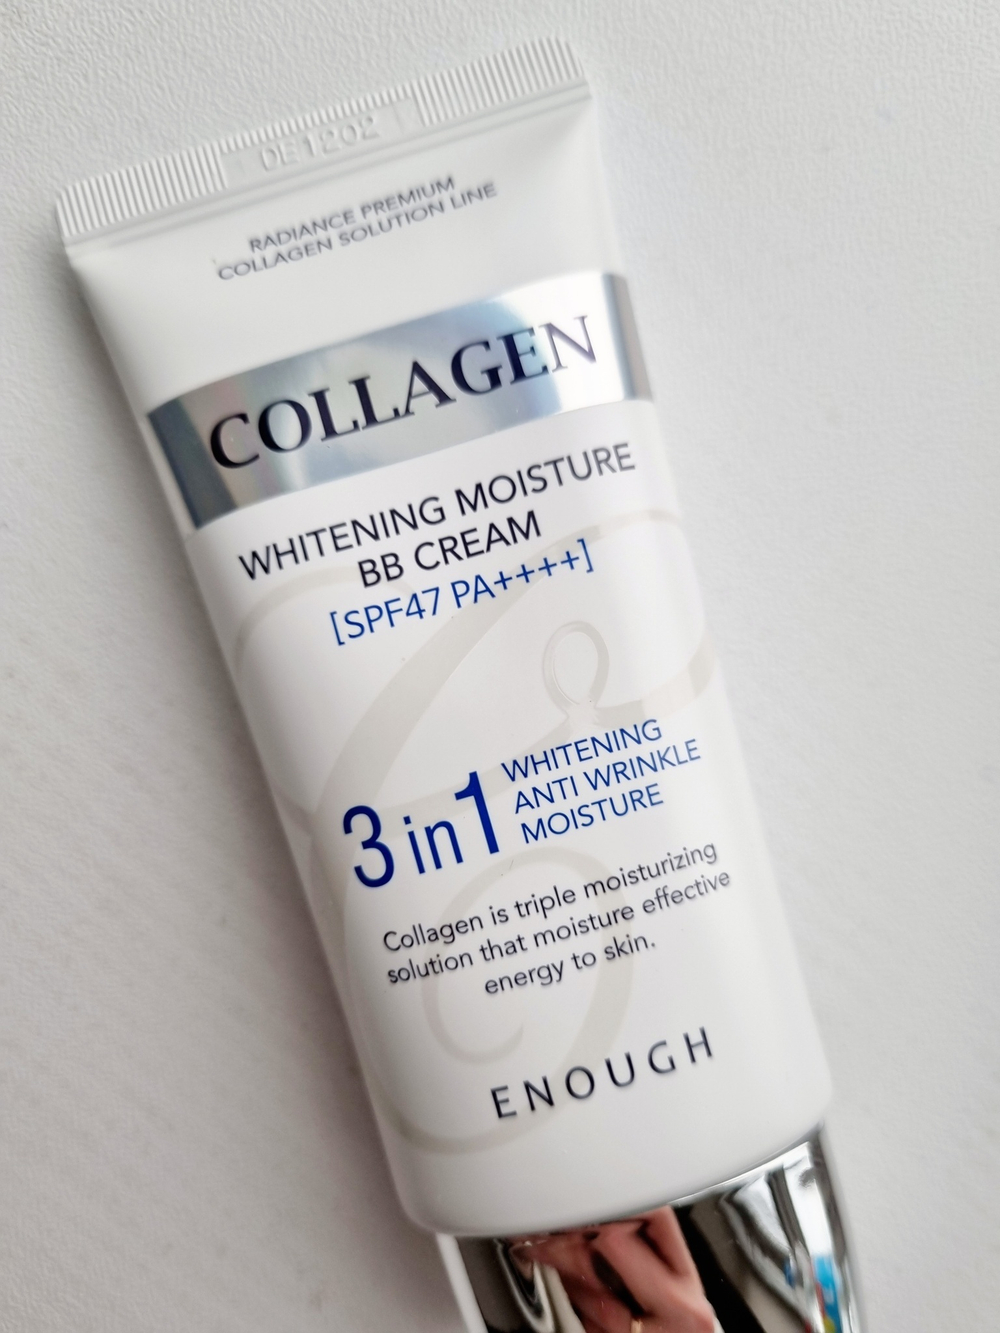 DE1202
RADIANCE PREMIUM
COLLAGEN SOLUTION LINE
COLLAGEN
WHITENING MOISTURE
BB CREAM
[SPF47 PA++++]
3 in 1
WHITENING
ANTI WRINKLE
MOISTURE
Collagen is triple moisturizing
solution that moisture effective
energy to skin.
ENOUGH